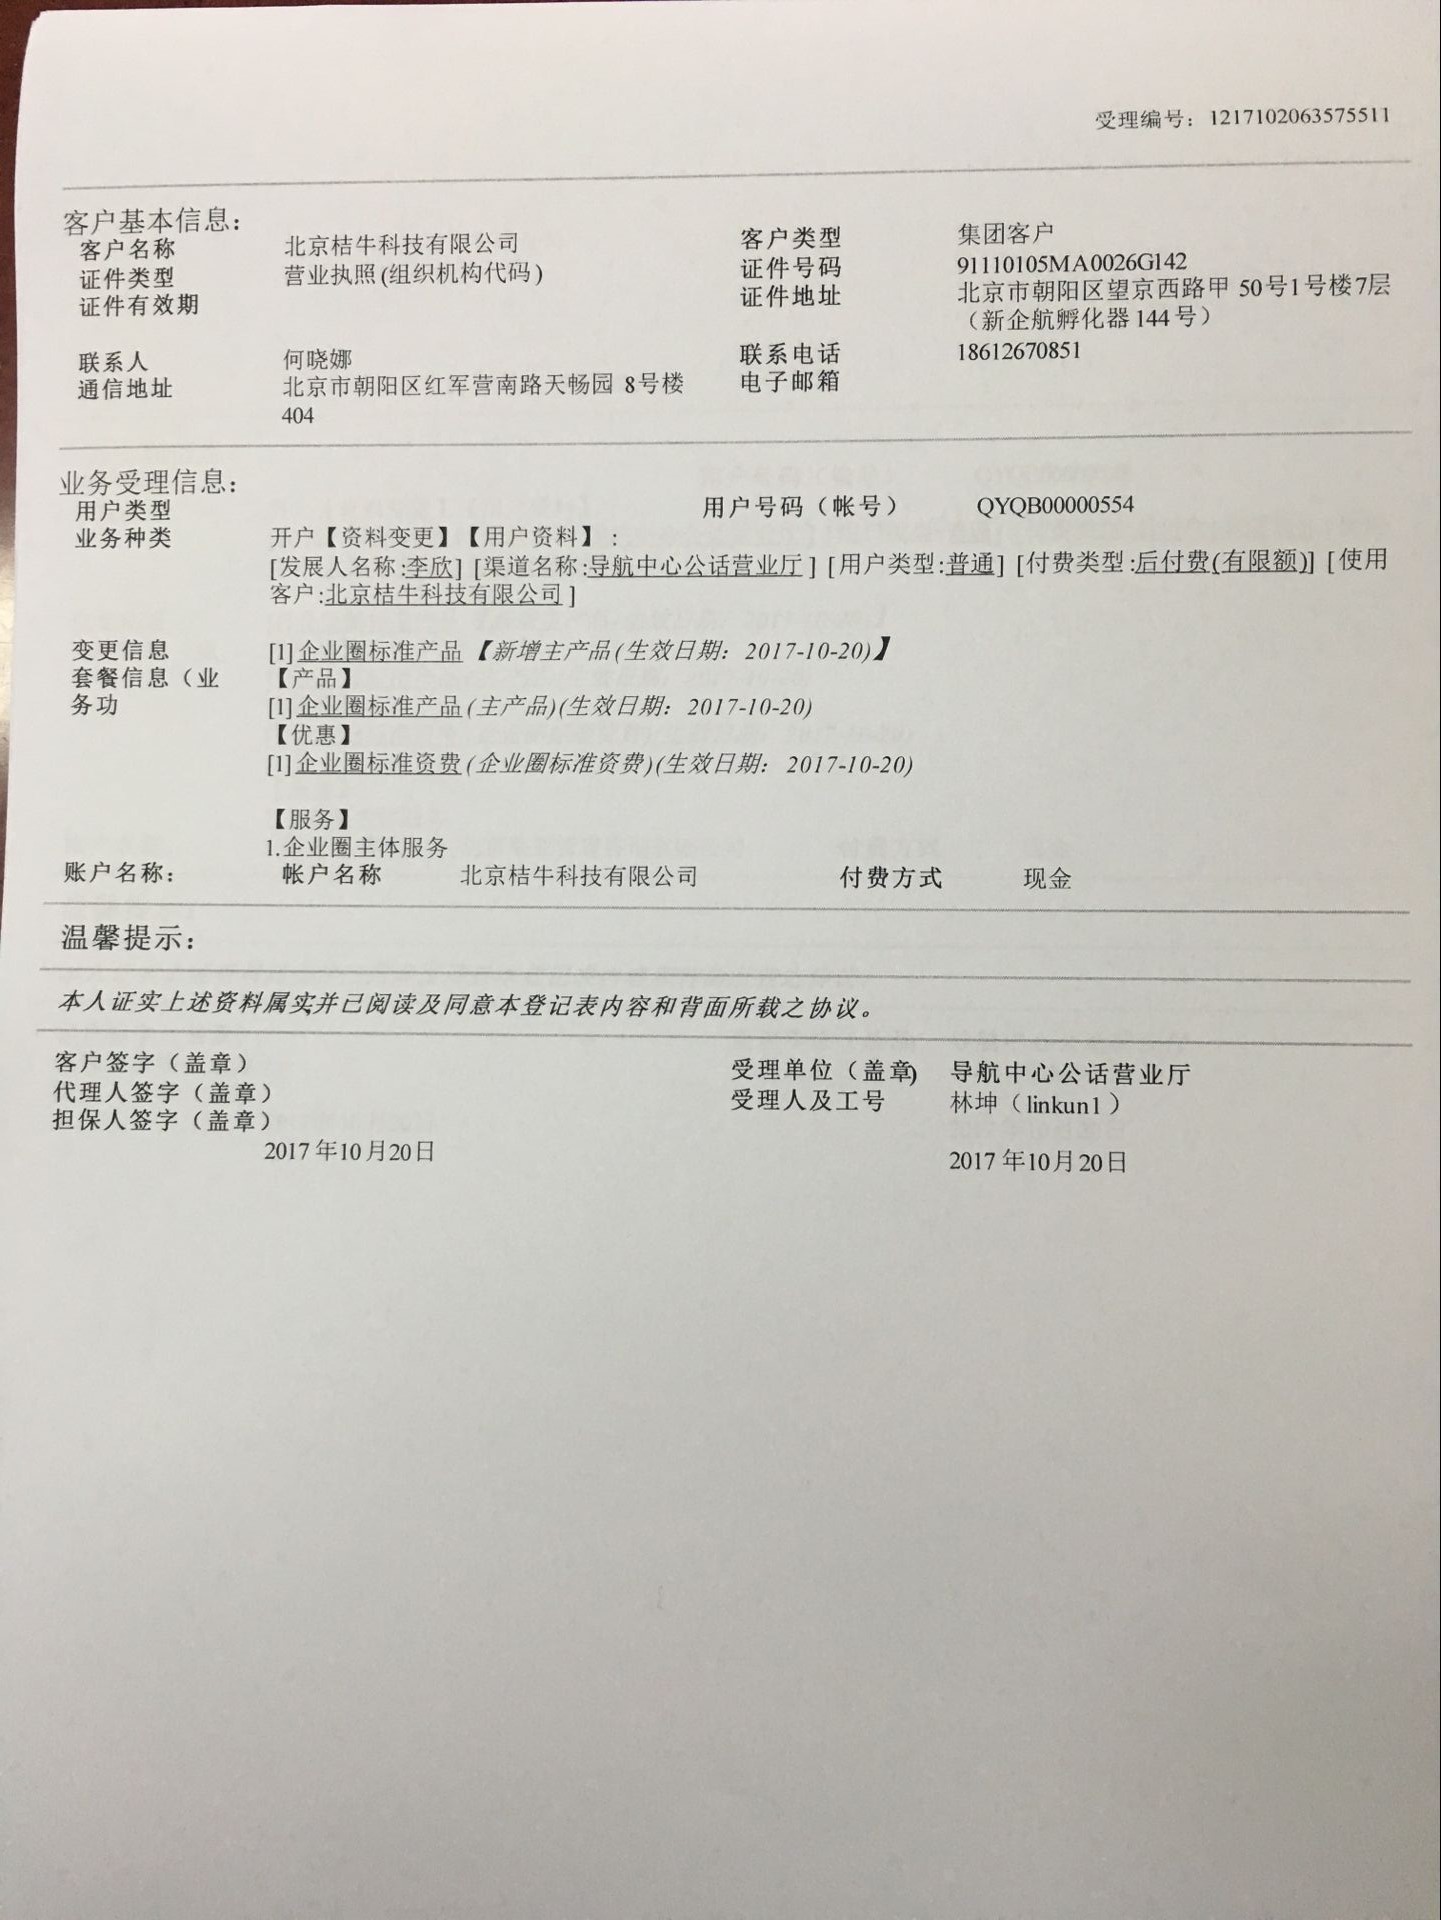 受理编号：1217102063575511
客户基本信息：
客户名称 北京桔牛科技有限公司 客户类型 集团客户
证件类型 营业执照(组织机构代码) 证件号码 91110105MA0026G142
证件有效期 证件地址 北京市朝阳区望京西路甲 50号1号楼7层
（新企航孵化器144号）
联系人 何晓娜 联系电话 18612670851
通信地址 北京市朝阳区红军营南路天畅园 8号楼 电子邮箱
404
业务受理信息：
用户类型 用户号码（帐号） QYQB00000554
业务种类 开户【资料变更】【用户资料】：
[发展人名称:李欣] [渠道名称:导航中心公话营业厅] [用户类型:普通] [付费类型:后付费(有限额)] [使用
客户:北京桔牛科技有限公司]
变更信息 [1]企业圈标准产品【新增主产品(生效日期：2017-10-20)】
套餐信息（业 【产品】
务功 [1]企业圈标准产品(主产品)(生效日期：2017-10-20)
【优惠】
[1]企业圈标准资费(企业圈标准资费)(生效日期：2017-10-20)
【服务】
1.企业圈主体服务
账户名称： 帐户名称 北京桔牛科技有限公司 付费方式 现金
温馨提示：
本人证实上述资料属实并已阅读及同意本登记表内容和背面所载之协议。
客户签字（盖章） 受理单位（盖章) 导航中心公话营业厅
代理人签字（盖章） 受理人及工号 林坤（linkun1）
担保人签字（盖章）
2017 年10月20日 2017 年10月20日